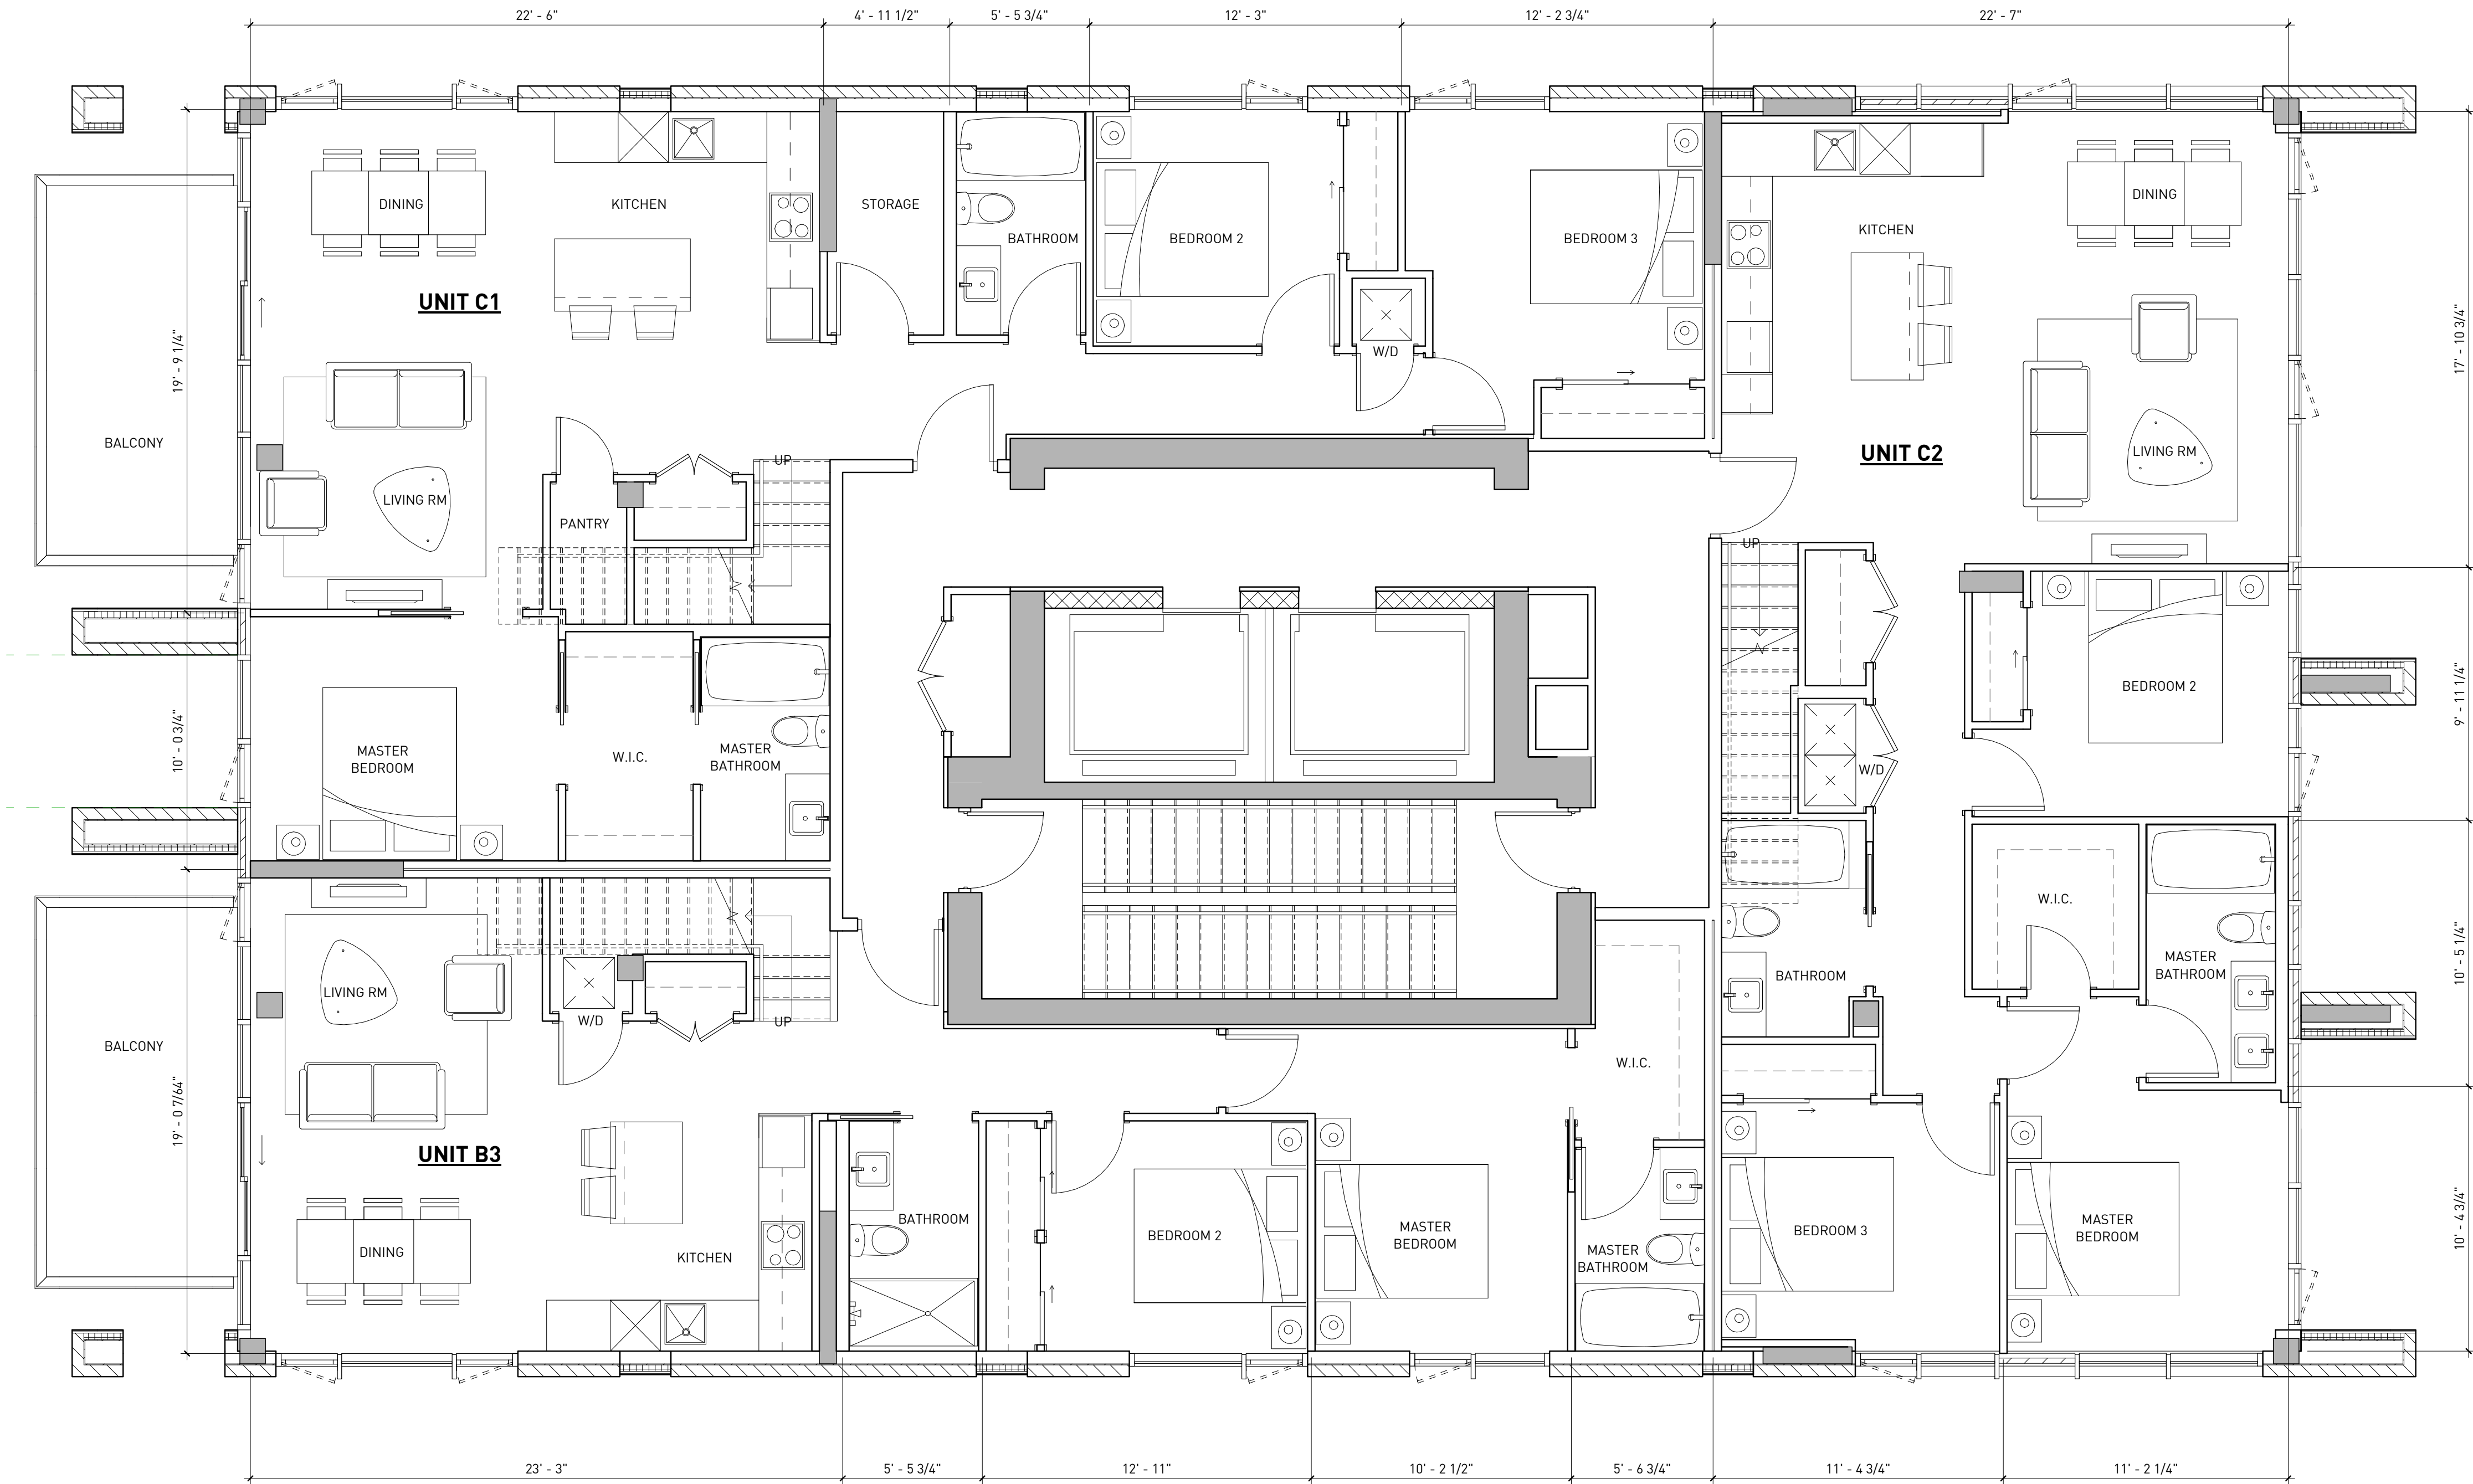 22' - 6"
4' - 11 1/2"
5' - 5 3/4"
12' - 3"
12' - 2 3/4"
22' - 7"
DINING
KITCHEN
STORAGE
BATHROOM
BEDROOM 2
BEDROOM 3
KITCHEN
DINING
UNIT C1
19' - 9 1/4"
17' - 10 3/4"
W/D
BALCONY
UP
UNIT C2
LIVING RM
LIVING RM
PANTRY
UP
10' - 0 3/4"
MASTER
BEDROOM
W.I.C.
MASTER
BATHROOM
W/D
BEDROOM 2
9' - 11 1/4"
W.I.C.
LIVING RM
W/D
UP
BATHROOM
MASTER
BATHROOM
10' - 5 1/4"
BALCONY
W.I.C.
19' - 0 7/64"
UNIT B3
DINING
KITCHEN
BATHROOM
BEDROOM 2
MASTER
BEDROOM
MASTER
BATHROOM
BEDROOM 3
MASTER
BEDROOM
10' - 4 3/4"
23' - 3"
5' - 5 3/4"
12' - 11"
10' - 2 1/2"
5' - 6 3/4"
11' - 4 3/4"
11' - 2 1/4"